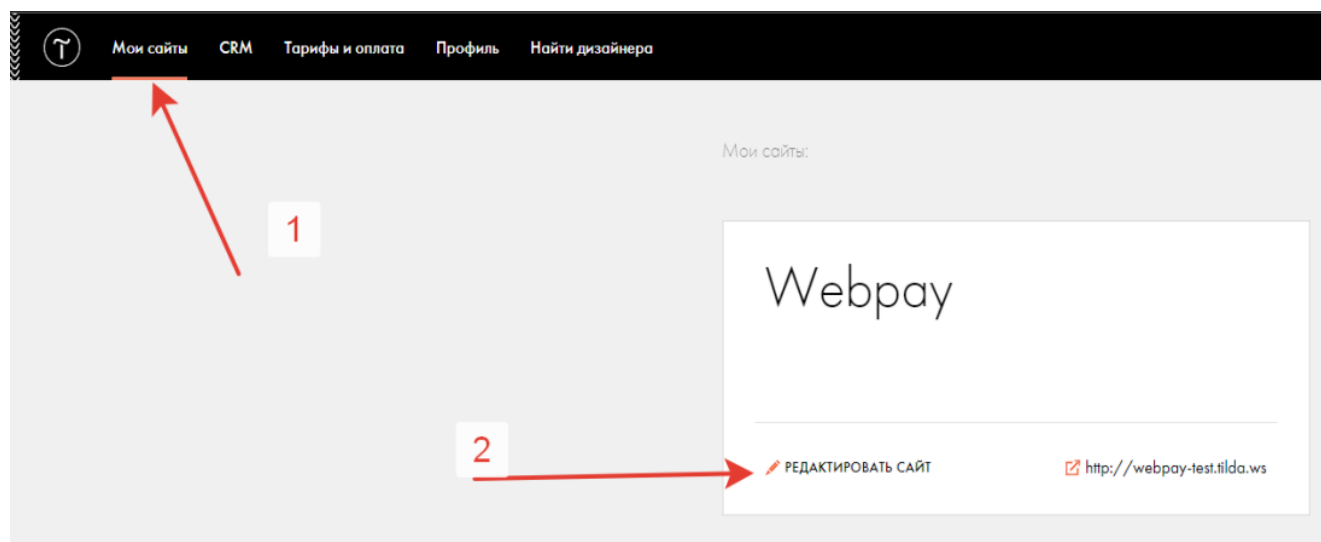 Мои сайты CRM Тарифы и оплата Профиль Найти дизайнера
Мои сайты:
1
Webpay
2
РЕДАКТИРОВАТЬ САЙТ http://webpay-test.tilda.ws